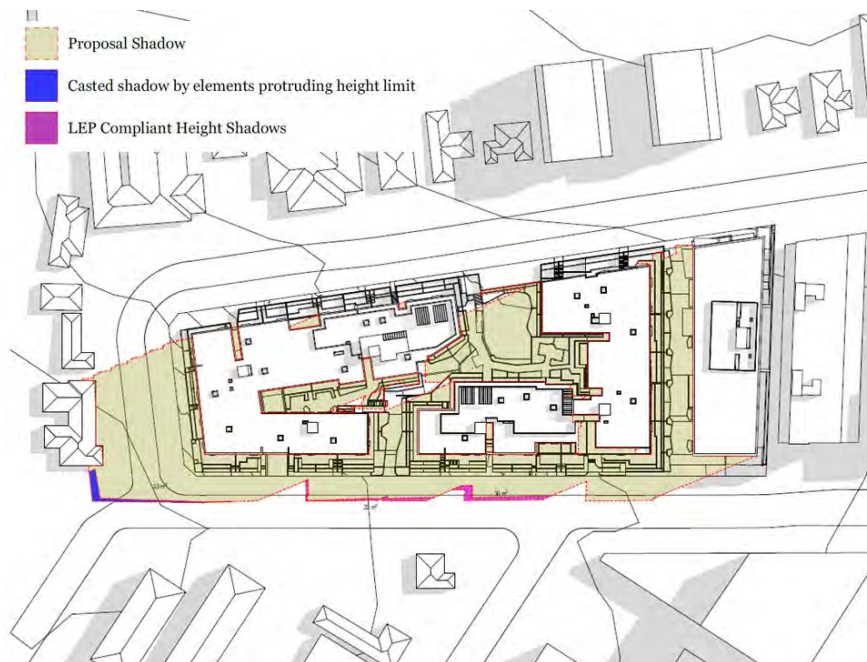 Proposal Shadow
Casted shadow by elements protruding height limit
LEP Compliant Height Shadows